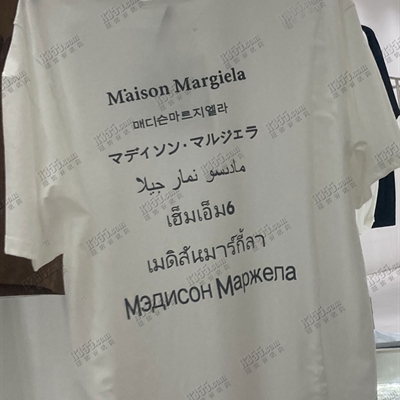 Maison Margiela
매디슨마르지엘라
マディソン・マルジェラ
مادسو نمار جيلا
เฮ็มเอ็ม6
เมดิสันมาร์กี้ลา
Мэдисон Маржела